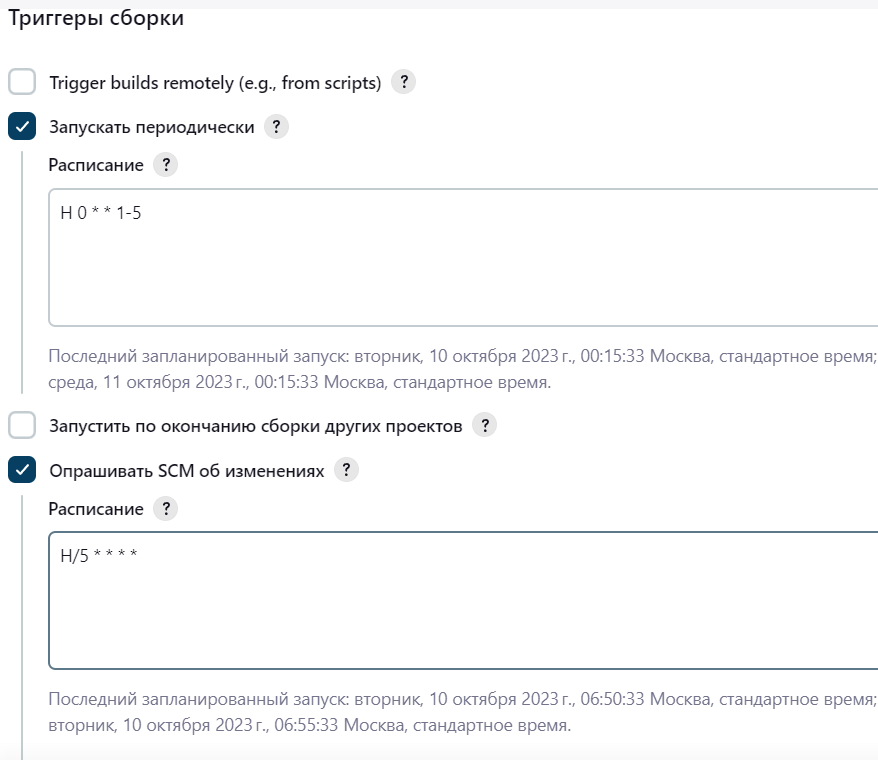 Триггеры сборки
Trigger builds remotely (e.g., from scripts) ?
Запускать периодически ?
Расписание ?
H 0 * * 1-5
Последний запланированный запуск: вторник, 10 октября 2023 г., 00:15:33 Москва, стандартное время;
среда, 11 октября 2023 г., 00:15:33 Москва, стандартное время.
Запустить по окончанию сборки других проектов ?
Опрашивать SCM об изменениях ?
Расписание ?
H/5 * * * *
Последний запланированный запуск: вторник, 10 октября 2023 г., 06:50:33 Москва, стандартное время;
вторник, 10 октября 2023 г., 06:55:33 Москва, стандартное время.